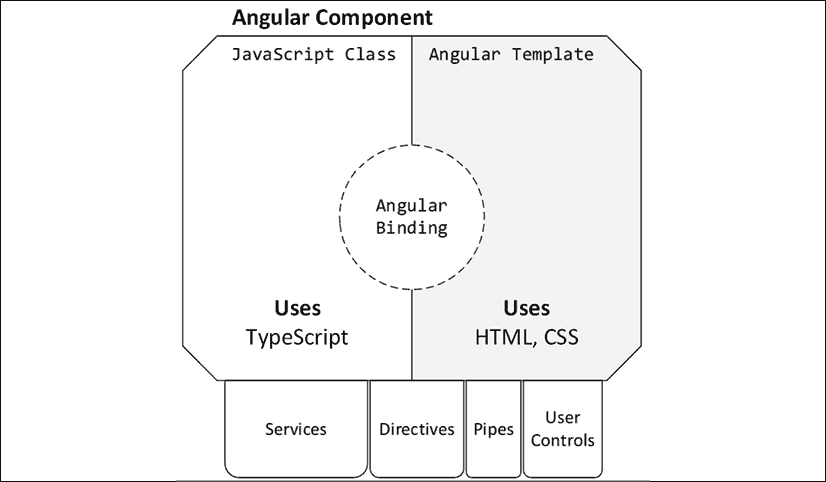 Angular Component
JavaScript Class
Angular Template
Angular
Binding
Uses
TypeScript
Uses
HTML, CSS
Services
Directives
Pipes
User
Controls